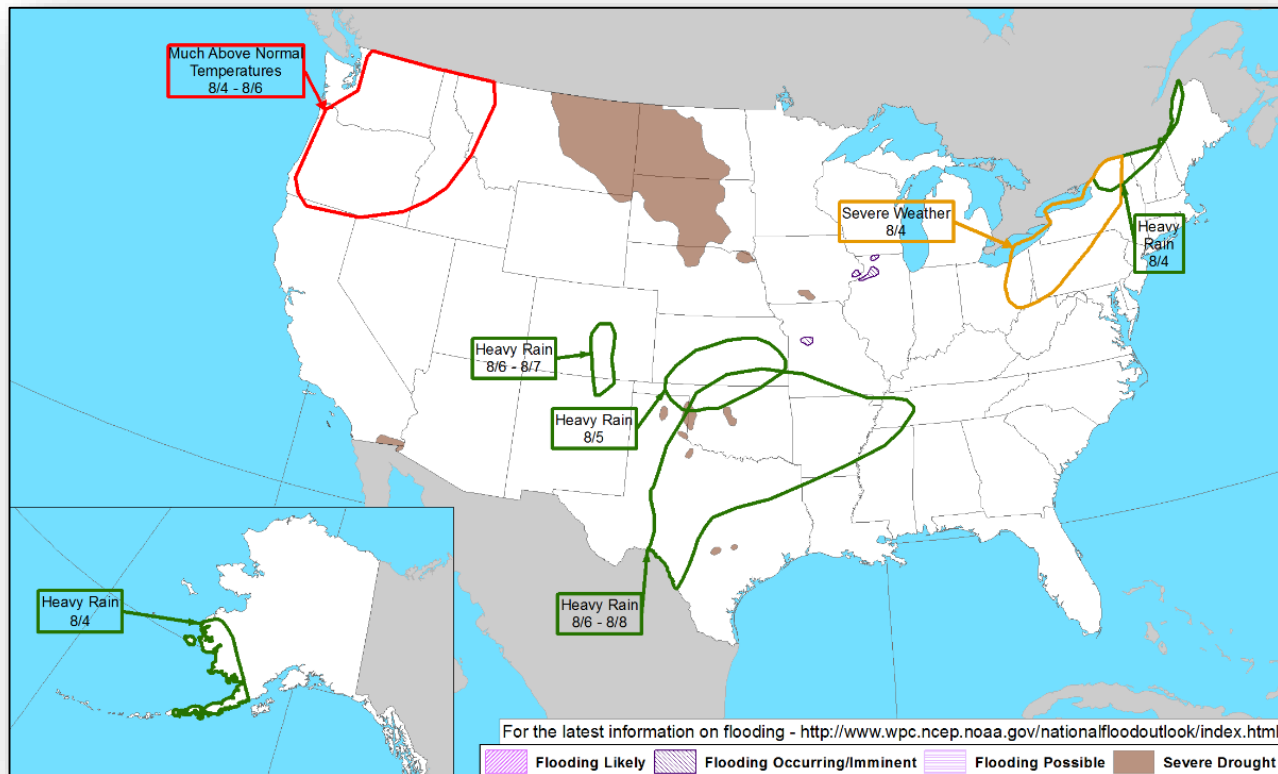 Much Above Normal
Temperatures
8/4 - 8/6
Severe Weather
8/4
Heavy
Rain
8/4
Heavy Rain
8/6 - 8/7
Heavy Rain
8/5
Heavy Rain
8/4
Heavy Rain
8/6 - 8/8
For the latest information on flooding - http://www.wpc.ncep.noaa.gov/nationalfloodoutlook/index.html
Flooding Likely Flooding Occurring/Imminent Flooding Possible Severe Drought